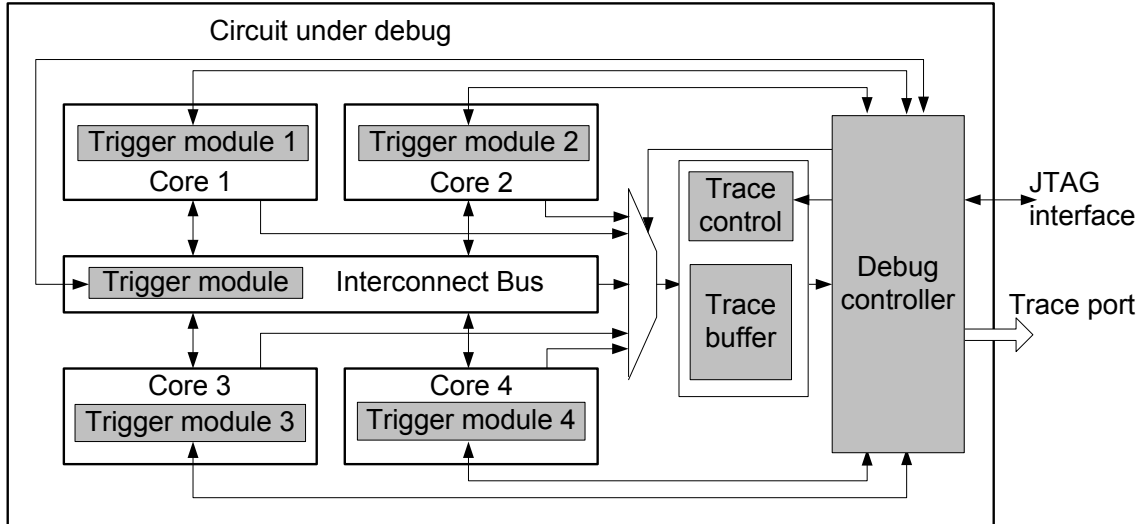 Circuit under debug
Trigger module 1
Core 1
Trigger module 2
Core 2
Trace
control
JTAG
interface
Trigger module
Interconnect Bus
Trace
buffer
Debug
controller
Trace port
Core 3
Trigger module 3
Core 4
Trigger module 4